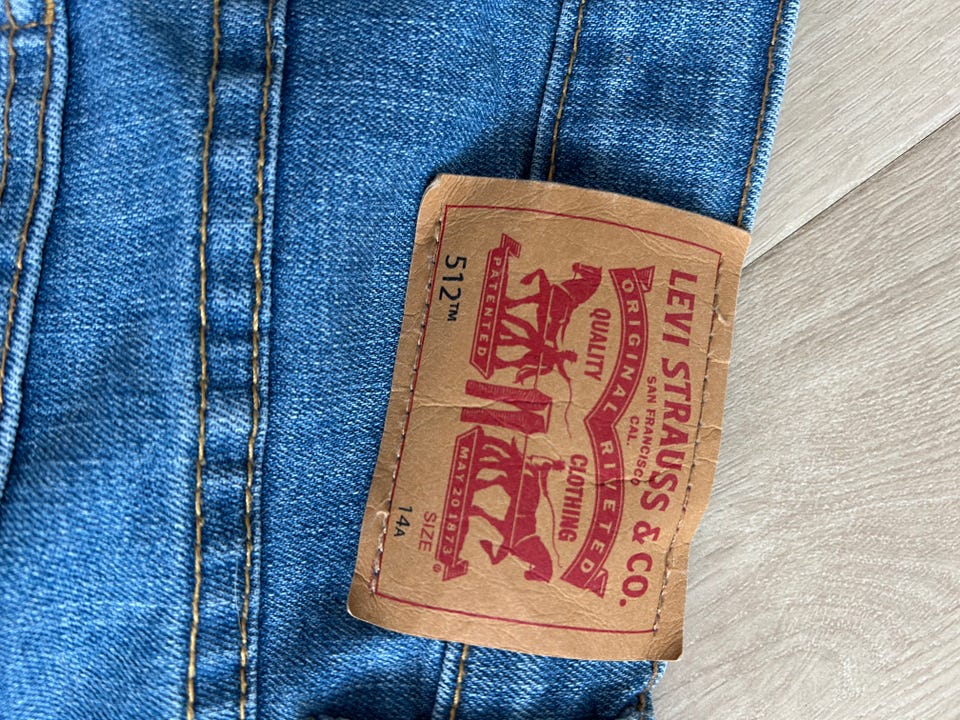 LEVI STRAUSS & CO.
SAN FRANCISCO
CAL.
ORIGINAL RIVETED
QUALITY CLOTHING
PATENTED MAY 20 1873
®
SIZE
512™ 14A